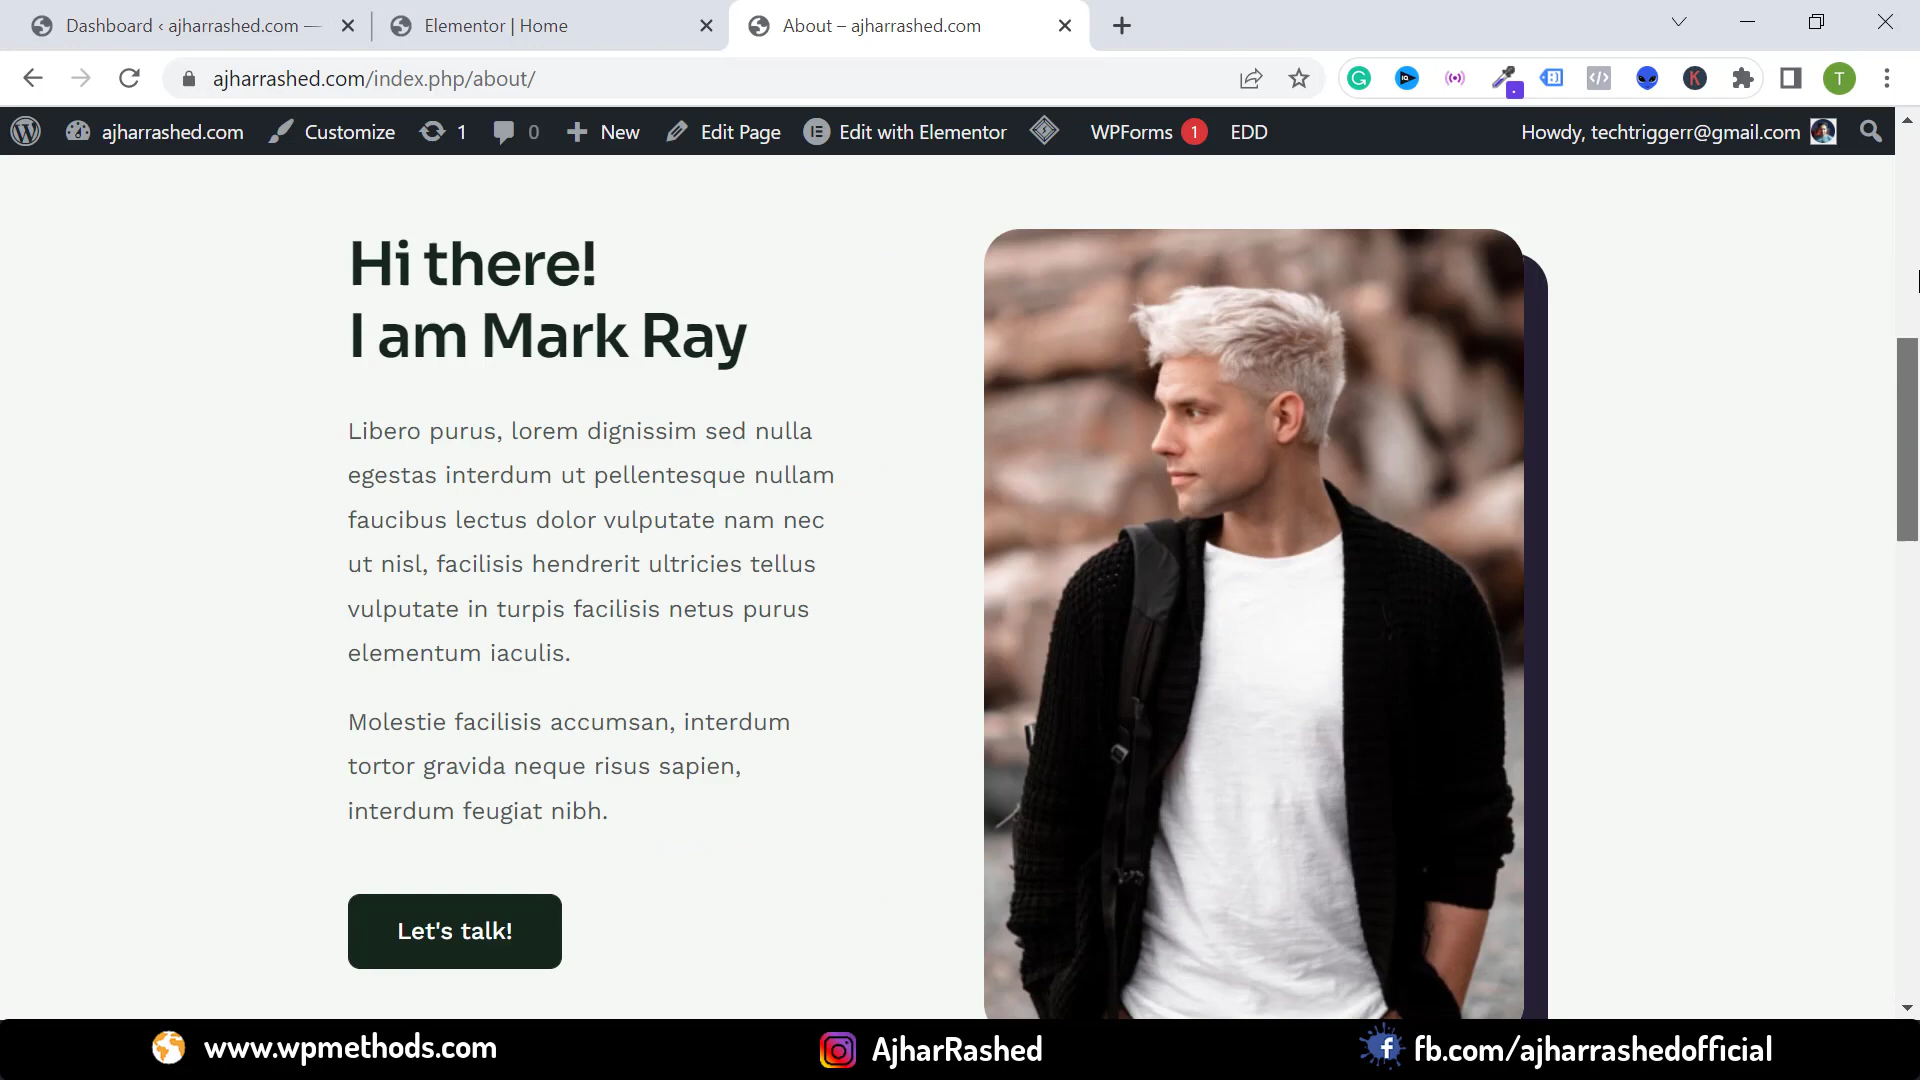 Dashboard ‹ ajharrashed.com —
Elementor | Home
About – ajharrashed.com
ajharrashed.com/index.php/about/
T
ajharrashed.com
Customize
1
0
New
Edit Page
Edit with Elementor
WPForms 1
EDD
Howdy, techtriggerr@gmail.com
Hi there!
I am Mark Ray
Libero purus, lorem dignissim sed nulla
egestas interdum ut pellentesque nullam
faucibus lectus dolor vulputate nam nec
ut nisl, facilisis hendrerit ultricies tellus
vulputate in turpis facilisis netus purus
elementum iaculis.
Molestie facilisis accumsan, interdum
tortor gravida neque risus sapien,
interdum feugiat nibh.
Let's talk!
www.wpmethods.com
AjharRashed
fb.com/ajharrashedofficial